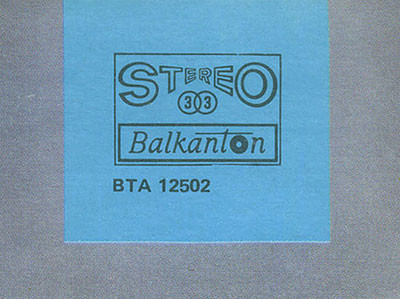 STEREO
33
Balkanton
BTA 12502